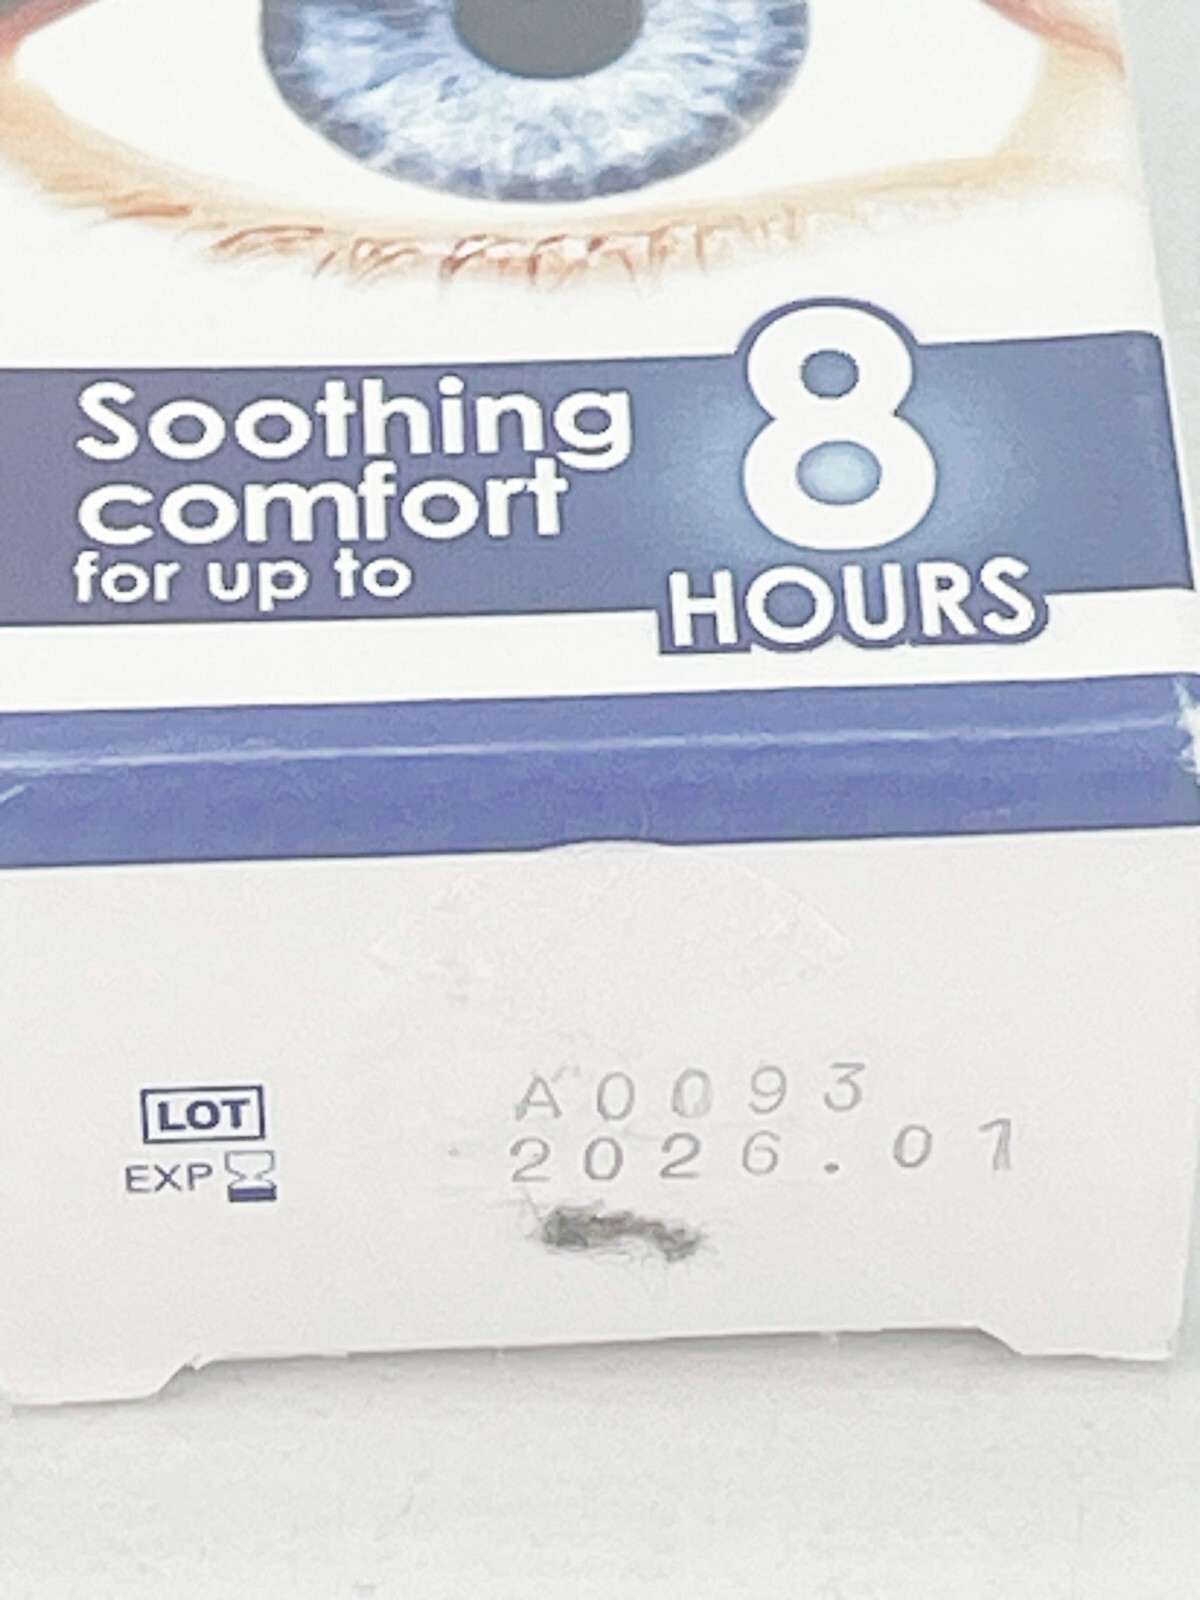 Soothing
comfort
for up to
8
HOURS
LOT
A0093
EXP
2026.01